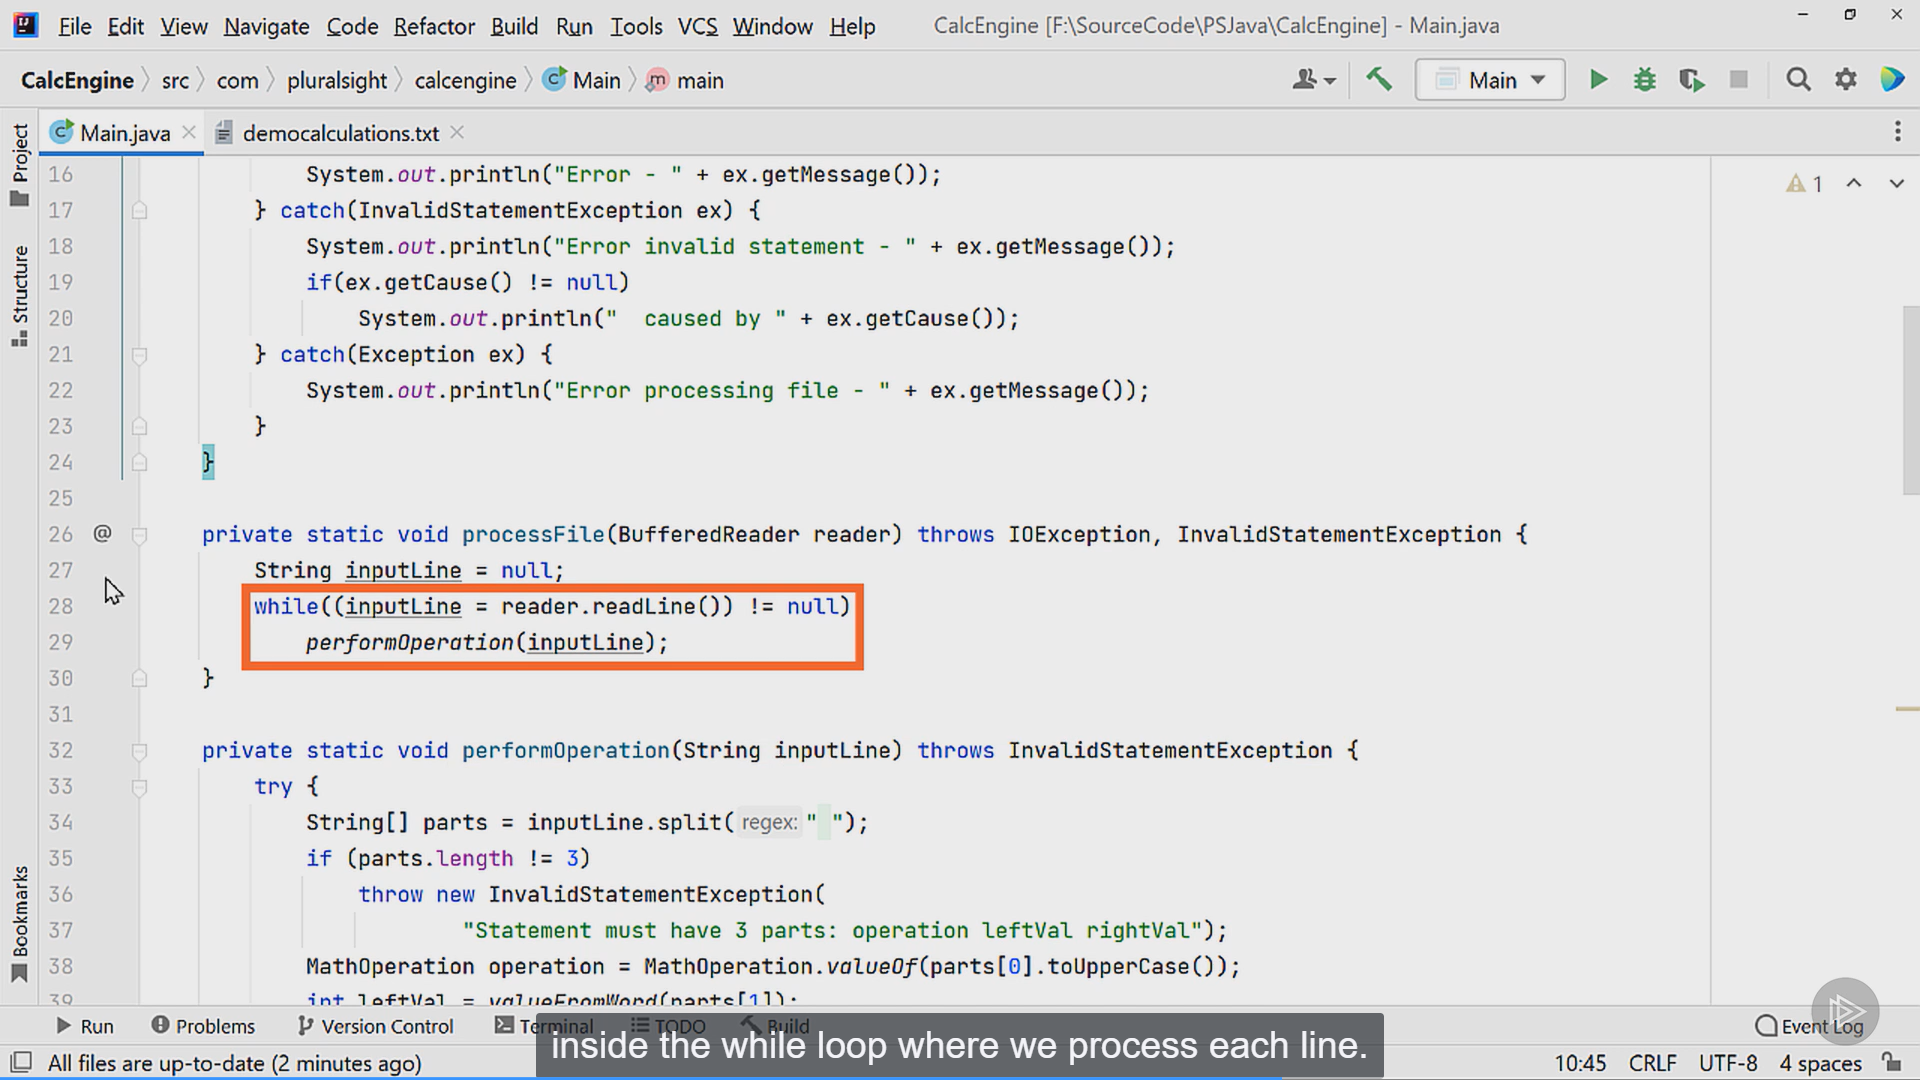 File Edit View Navigate Code Refactor Build Run Tools VCS Window Help CalcEngine [F:\SourceCode\PSJava\CalcEngine] - Main.java
CalcEngine src com pluralsight calcengine Main main Main
Main.java democalculations.txt
Project
Structure
Bookmarks
1
16 System.out.println("Error - " + ex.getMessage());
17 } catch(InvalidStatementException ex) {
18 System.out.println("Error invalid statement - " + ex.getMessage());
19 if(ex.getCause() != null)
20 System.out.println("  caused by " + ex.getCause());
21 } catch(Exception ex) {
22 System.out.println("Error processing file - " + ex.getMessage());
23 }
24 }
25
26 @ private static void processFile(BufferedReader reader) throws IOException, InvalidStatementException {
27 String inputLine = null;
28 while((inputLine = reader.readLine()) != null)
29 performOperation(inputLine);
30 }
31
32 private static void performOperation(String inputLine) throws InvalidStatementException {
33 try {
34 String[] parts = inputLine.split( regex: " ");
35 if (parts.length != 3)
36 throw new InvalidStatementException(
37 "Statement must have 3 parts: operation leftVal rightVal");
38 MathOperation operation = MathOperation.valueOf(parts[0].toUpperCase());
39 int leftVal = valueFromWord(parts[1]);
Run Problems Version Control Terminal TODO Build Event Log
inside the while loop where we process each line.
All files are up-to-date (2 minutes ago) 10:45 CRLF UTF-8 4 spaces